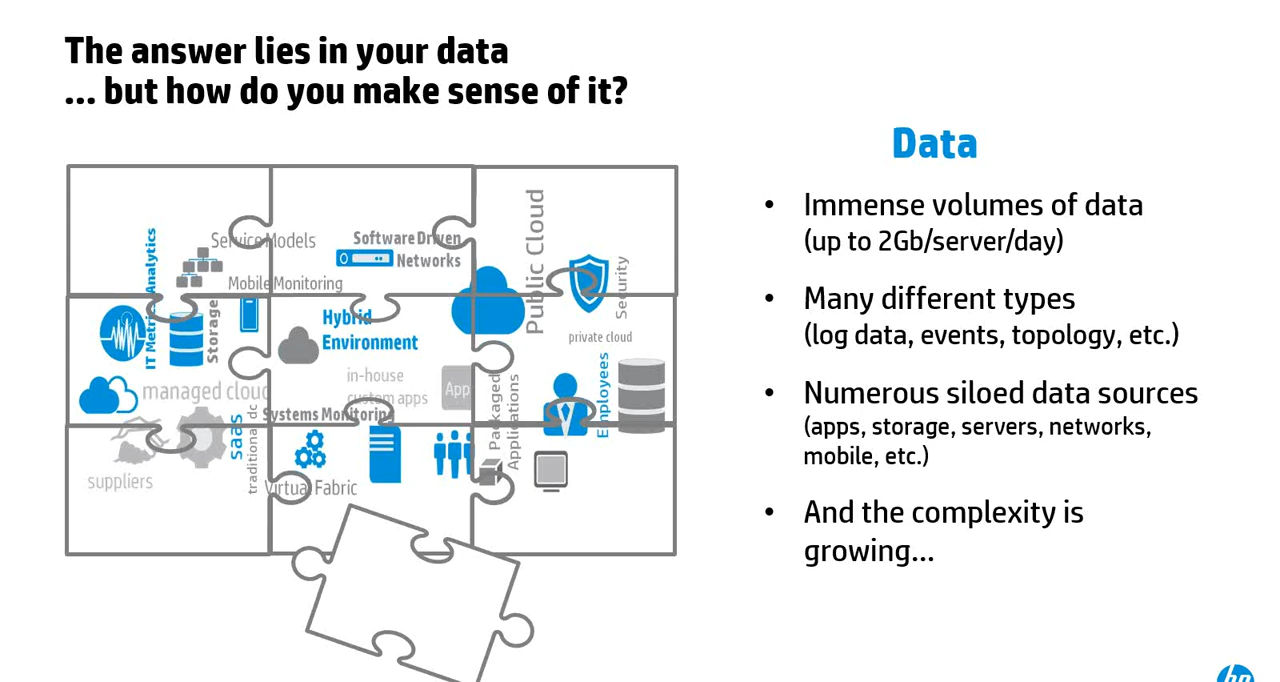 The answer lies in your data
... but how do you make sense of it?
Data
• Immense volumes of data
(up to 2Gb/server/day)
• Many different types
(log data, events, topology, etc.)
• Numerous siloed data sources
(apps, storage, servers, networks,
mobile, etc.)
• And the complexity is
growing...
Service Models
Software Driven
Networks
Public Cloud
Security
IT Metrics Analytics
Mobile Monitoring
Storage
Hybrid
Environment
private cloud
managed cloud
in-house
custom apps
App
Employees
Systems Monitoring
Packaged
Applications
SaaS
traditional dc
suppliers
Virtual Fabric
hp